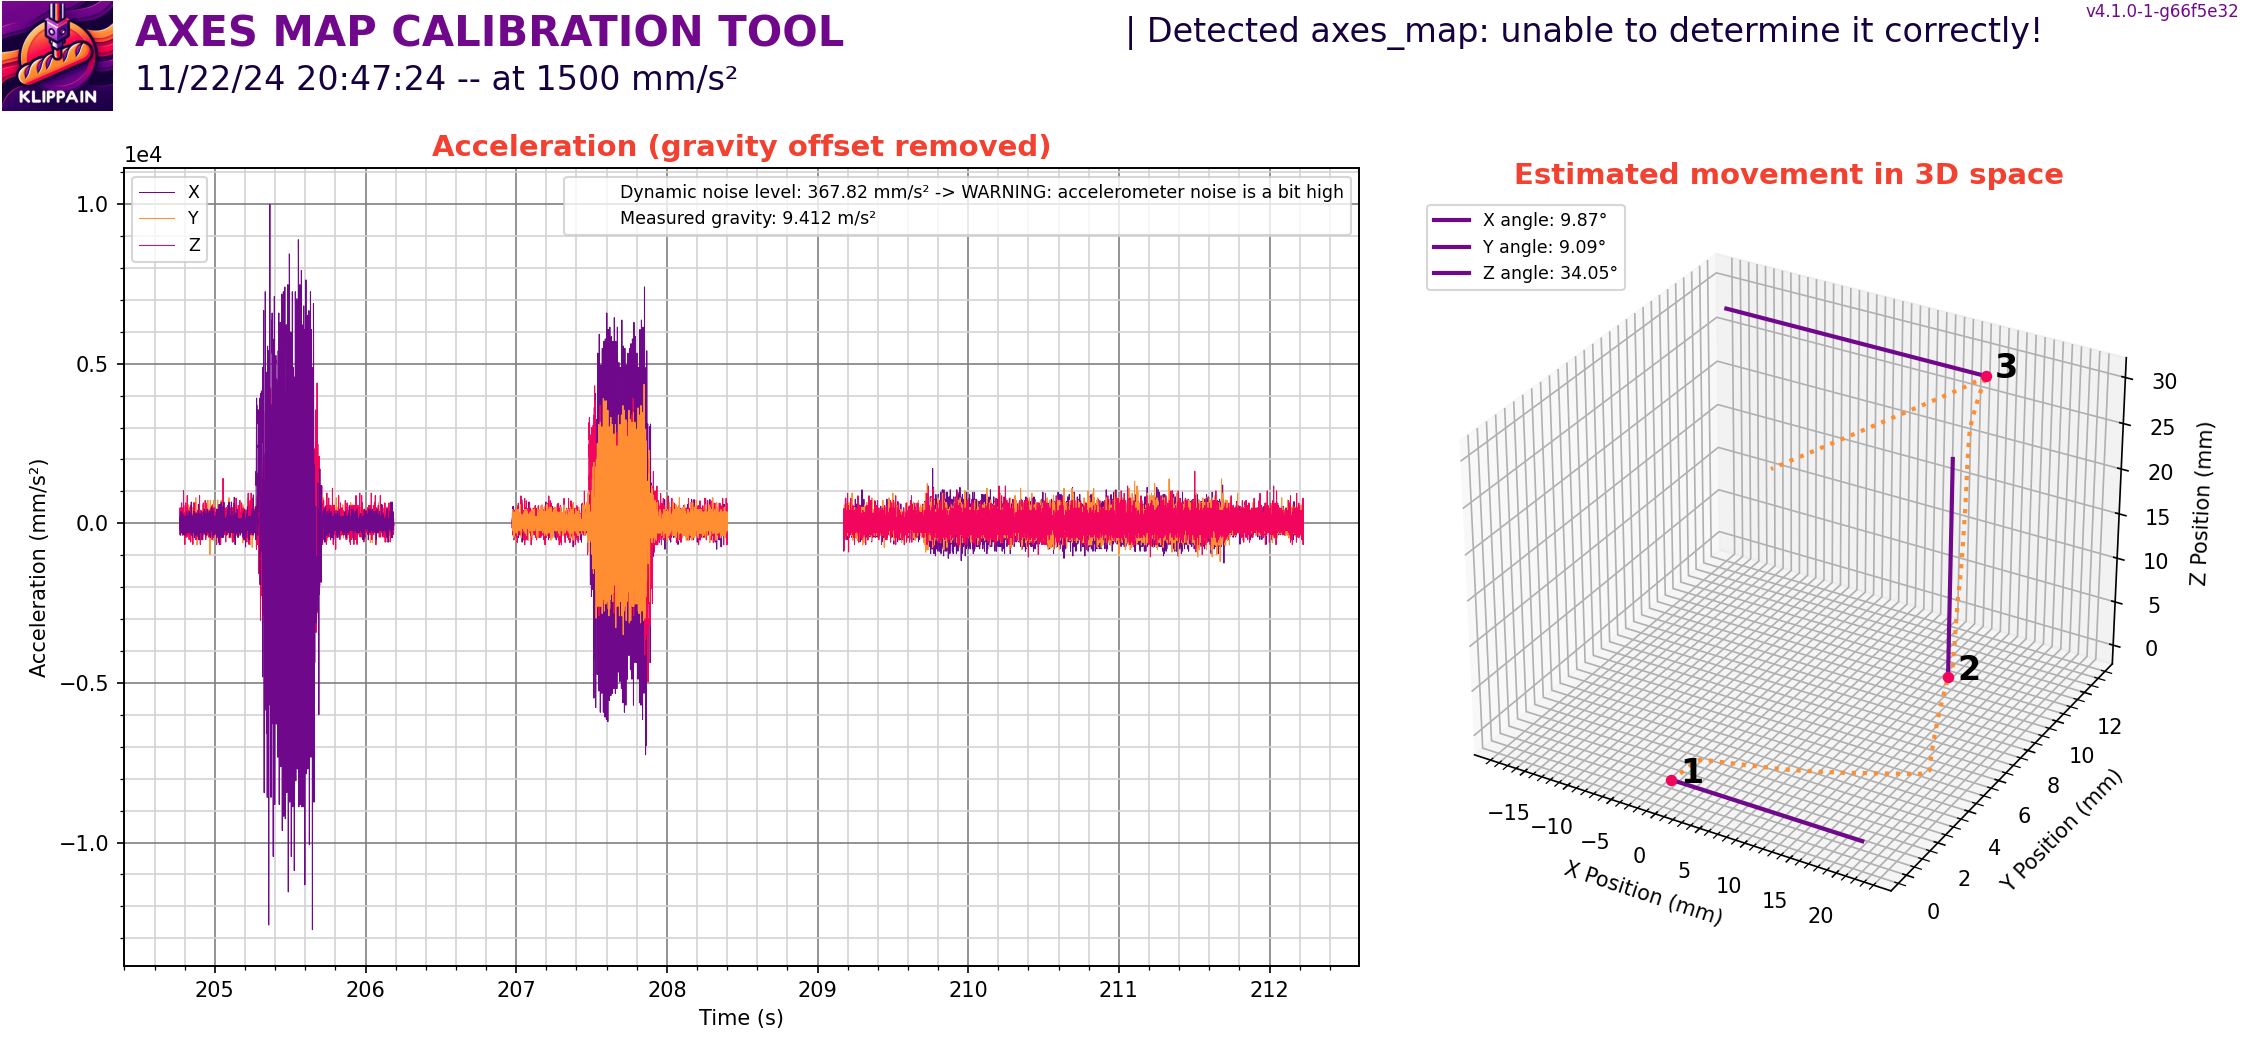 KLIPPAIN
AXES MAP CALIBRATION TOOL
| Detected axes_map: unable to determine it correctly!
v4.1.0-1-g66f5e32
11/22/24 20:47:24 -- at 1500 mm/s²
Acceleration (gravity offset removed)
1e4
X
Y
Z
Dynamic noise level: 367.82 mm/s² -> WARNING: accelerometer noise is a bit high
Measured gravity: 9.412 m/s²
1.0
0.5
0.0
−0.5
−1.0
Acceleration (mm/s²)
205 206 207 208 209 210 211 212
Time (s)
Estimated movement in 3D space
X angle: 9.87°
Y angle: 9.09°
Z angle: 34.05°
3
2
1
30
25
20
15
10
5
0
Z Position (mm)
12
10
8
6
4
2
0
Y Position (mm)
−15
−10
−5
0
5
10
15
20
X Position (mm)